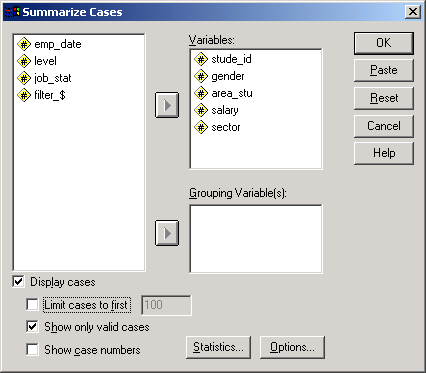 Summarize Cases
emp_date
level
job_stat
filter_$
Variables:
stude_id
gender
area_stu
salary
sector
Grouping Variable(s):
OK
Paste
Reset
Cancel
Help
Display cases
Limit cases to first 100
Show only valid cases
Show case numbers
Statistics... Options...